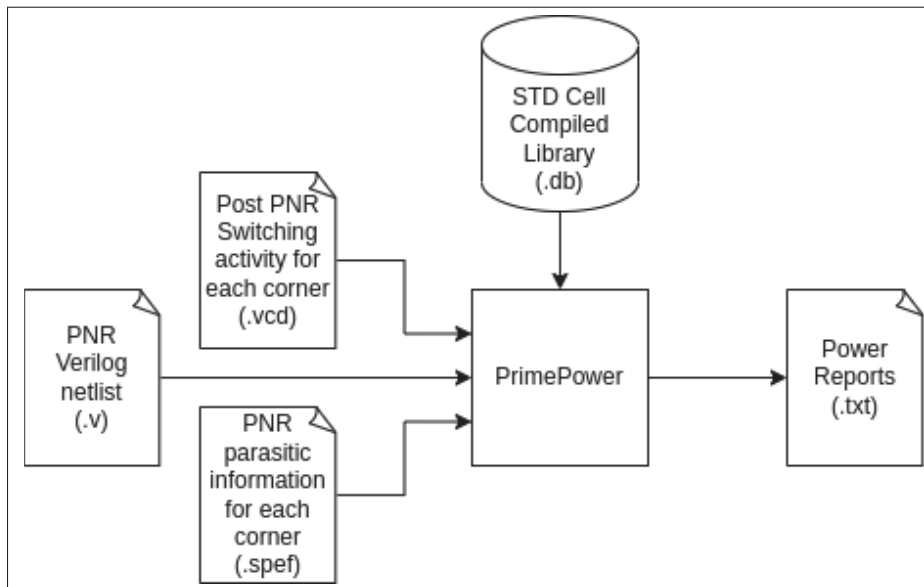 STD Cell
Compiled
Library
(.db)
Post PNR
Switching
activity for
each corner
(.vcd)
PNR
Verilog
netlist
(.v)
PrimePower
Power
Reports
(.txt)
PNR
parasitic
information
for each
corner
(.spef)